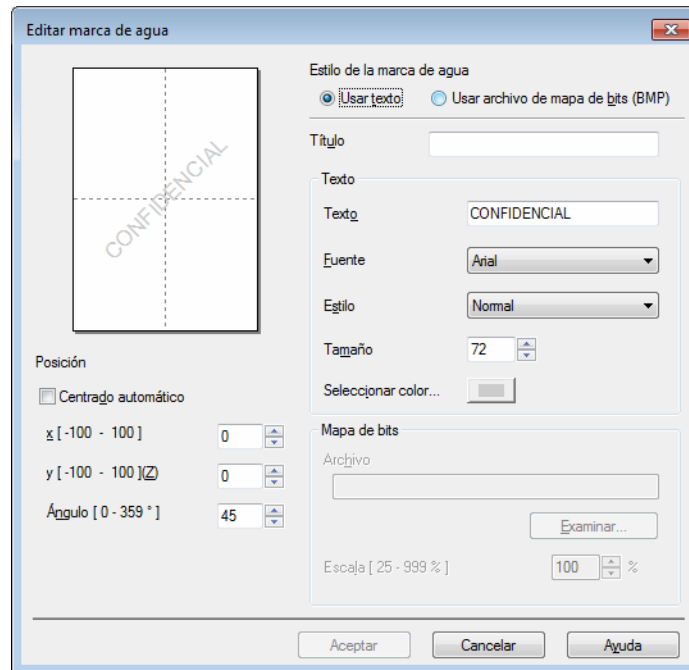 Editar marca de agua
CONFIDENCIAL
Posición
Centrado automático
x [ -100 - 100 ] 0
y [ -100 - 100 ](Z) 0
Ángulo [ 0 - 359 ° ] 45
Estilo de la marca de agua
Usar texto Usar archivo de mapa de bits (BMP)
Título
Texto
Texto CONFIDENCIAL
Fuente Arial
Estilo Normal
Tamaño 72
Seleccionar color...
Mapa de bits
Archivo
Examinar...
Escala [ 25 - 999 % ] 100 %
Aceptar Cancelar Ayuda